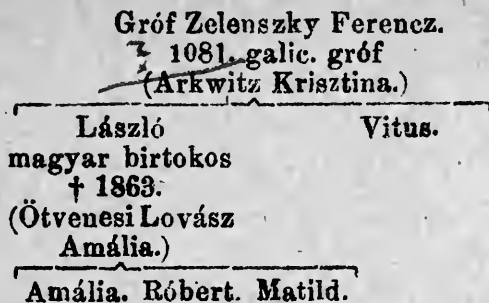 Gróf Zelenszky Ferencz.
1081. galic. gróf
(Arkwitz Krisztina.)
László Vitus.
magyar birtokos
† 1863.
(Ötvenesi Lovász
Amália.)
Amália. Róbert. Matild.